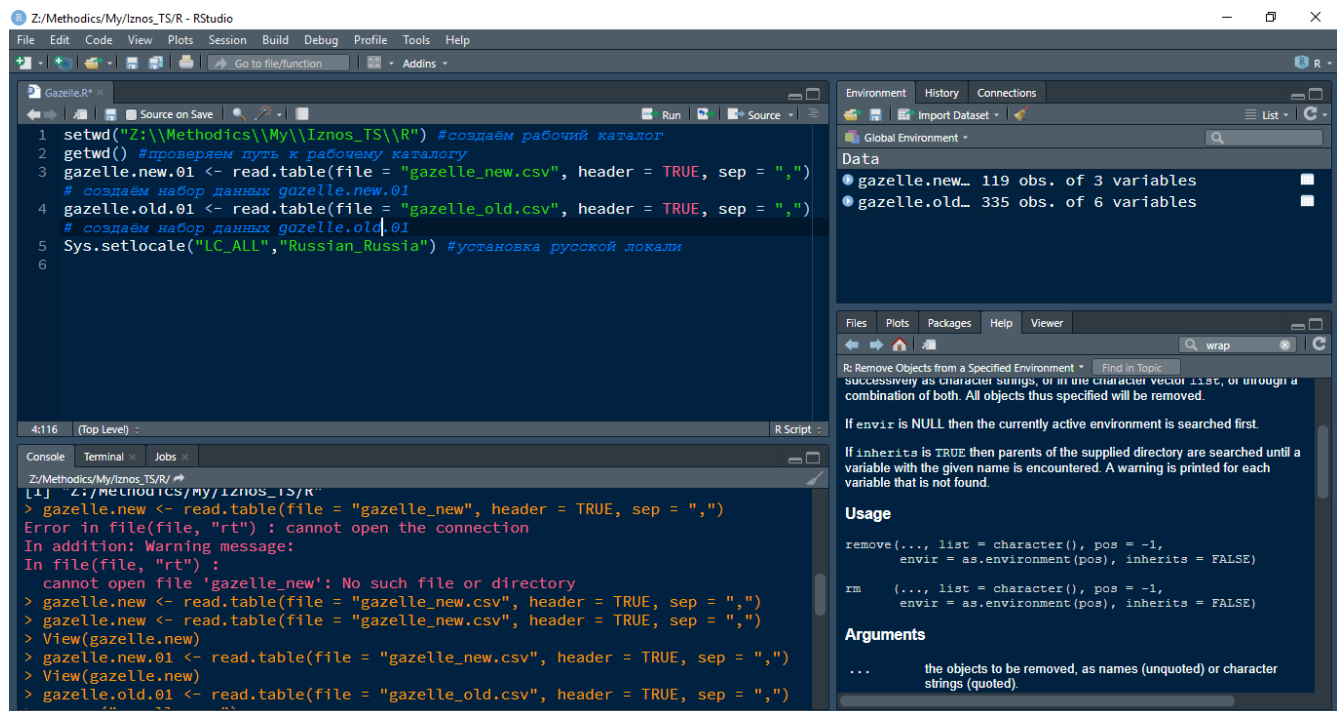 Z:/Methodics/My/Iznos_TS/R - RStudio
File Edit Code View Plots Session Build Debug Profile Tools Help
Go to file/function Addins R
Gazelle.R*
Source on Save Run Source
1 setwd("Z:\\Methodics\\My\\Iznos_TS\\R") #создаём рабочий каталог
2 getwd() #проверяем путь к рабочему каталогу
3 gazelle.new.01 <- read.table(file = "gazelle_new.csv", header = TRUE, sep = ",")
# создаём набор данных gazelle.new.01
4 gazelle.old.01 <- read.table(file = "gazelle_old.csv", header = TRUE, sep = ",")
# создаём набор данных gazelle.old.01
5 Sys.setlocale("LC_ALL","Russian_Russia") #установка русской локали
6
4:116 (Top Level) R Script
Console Terminal Jobs
Z:/Methodics/My/Iznos_TS/R/
[1] "Z:/Methodics/My/Iznos_TS/R"
> gazelle.new <- read.table(file = "gazelle_new", header = TRUE, sep = ",")
Error in file(file, "rt") : cannot open the connection
In addition: Warning message:
In file(file, "rt") :
cannot open file 'gazelle_new': No such file or directory
> gazelle.new <- read.table(file = "gazelle_new.csv", header = TRUE, sep = ",")
> gazelle.new <- read.table(file = "gazelle_new.csv", header = TRUE, sep = ",")
> View(gazelle.new)
> gazelle.new.01 <- read.table(file = "gazelle_new.csv", header = TRUE, sep = ",")
> View(gazelle.new)
> gazelle.old.01 <- read.table(file = "gazelle_old.csv", header = TRUE, sep = ",")
Environment History Connections
Import Dataset List
Global Environment
Data
gazelle.new… 119 obs. of 3 variables
gazelle.old… 335 obs. of 6 variables
Files Plots Packages Help Viewer
wrap
R: Remove Objects from a Specified Environment Find in Topic
successively as character strings, or in the character vector list, or through a
combination of both. All objects thus specified will be removed.
If envir is NULL then the currently active environment is searched first.
If inherits is TRUE then parents of the supplied directory are searched until a
variable with the given name is encountered. A warning is printed for each
variable that is not found.
Usage
remove(..., list = character(), pos = -1,
envir = as.environment(pos), inherits = FALSE)
rm (..., list = character(), pos = -1,
envir = as.environment(pos), inherits = FALSE)
Arguments
... the objects to be removed, as names (unquoted) or character
strings (quoted).